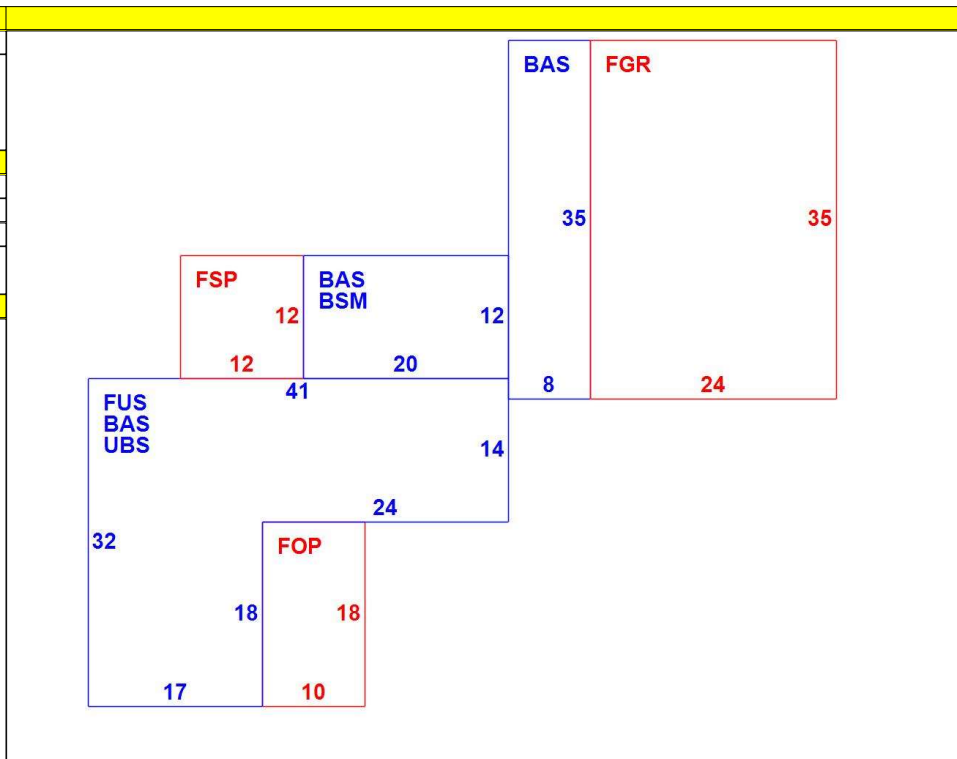 BAS FGR
35 35
FSP BAS
BSM
12 12
12 20
41 8 24
FUS
BAS
UBS
14
24
32 FOP
18 18
17 10